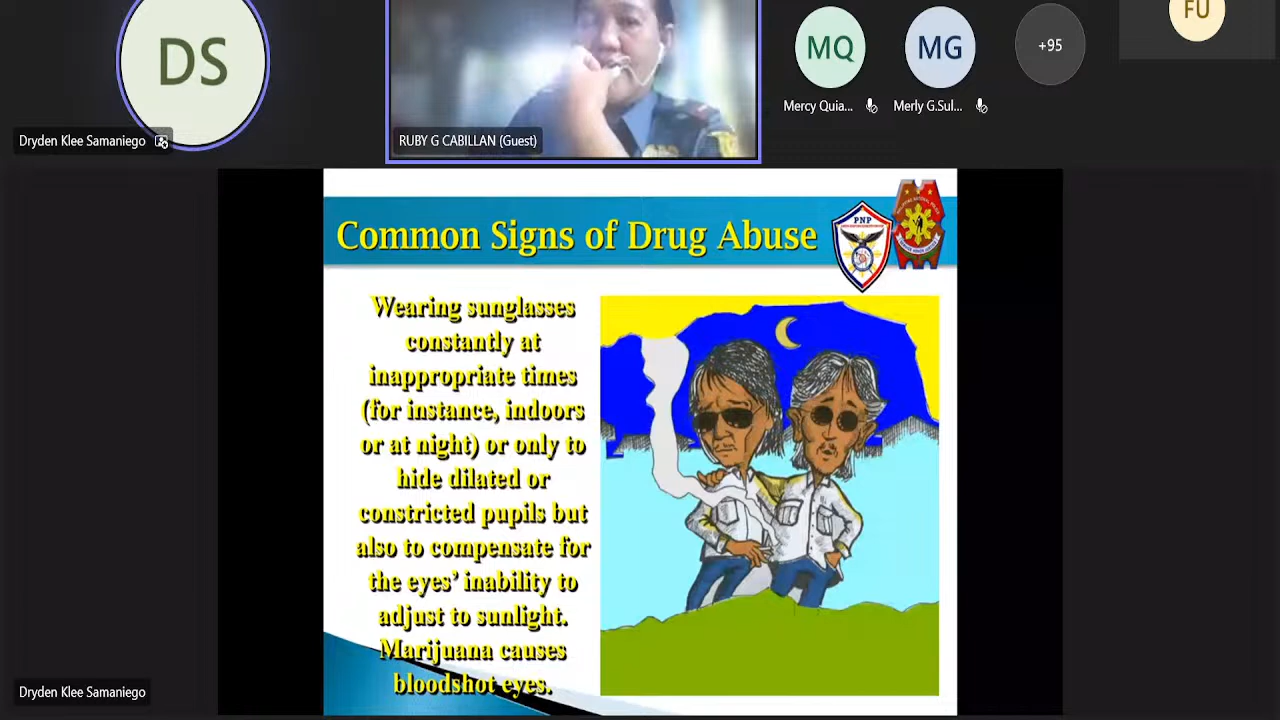 DS
MQ
MG
+95
FU
Mercy Quia...
Merly G.Sul...
Dryden Klee Samaniego
RUBY G CABILLAN (Guest)
Common Signs of Drug Abuse
PNP
Wearing sunglasses
constantly at
inappropriate times
(for instance, indoors
or at night) or only to
hide dilated or
constricted pupils but
also to compensate for
the eyes’ inability to
adjust to sunlight.
Marijuana causes
bloodshot eyes.
Dryden Klee Samaniego